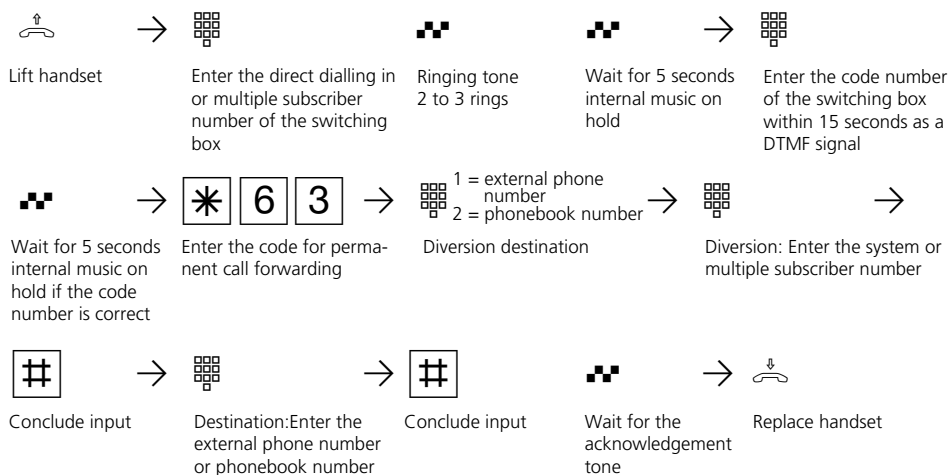 Lift handset
Enter the direct dialling in
or multiple subscriber
number of the switching
box
Ringing tone
2 to 3 rings
Wait for 5 seconds
internal music on
hold
Enter the code number
of the switching box
within 15 seconds as a
DTMF signal
* 6 3
1 = external phone
number
2 = phonebook number
Wait for 5 seconds
internal music on
hold if the code
number is correct
Enter the code for perma-
nent call forwarding
Diversion destination
Diversion: Enter the system or
multiple subscriber number
#
#
Conclude input
Destination:Enter the
external phone number
or phonebook number
Conclude input
Wait for the
acknowledgement
tone
Replace handset